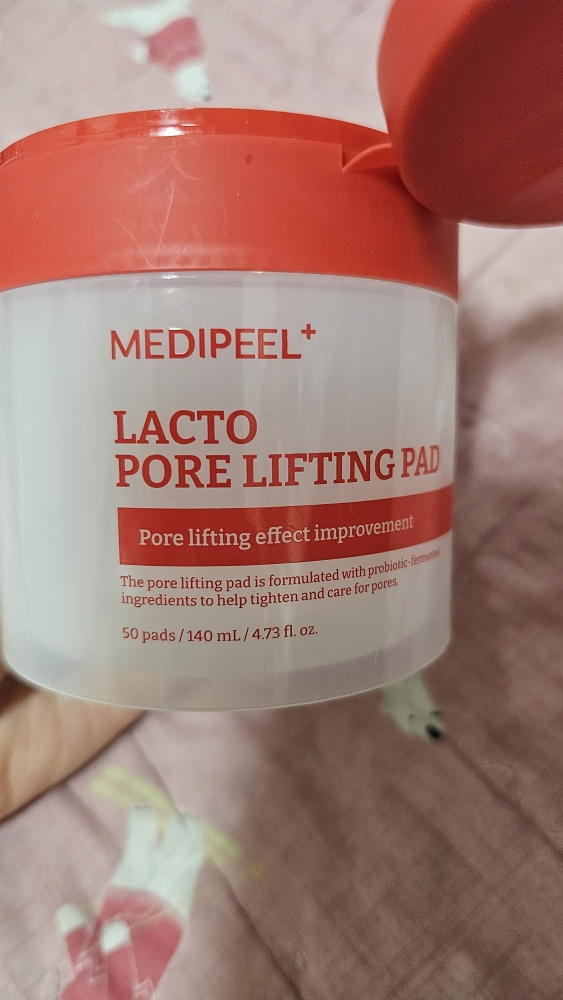 MEDIPEEL+
LACTO
PORE LIFTING PAD
Pore lifting effect improvement
The pore lifting pad is formulated with probiotic-fermented
ingredients to help tighten and care for pores.
50 pads / 140 mL / 4.73 fl. oz.